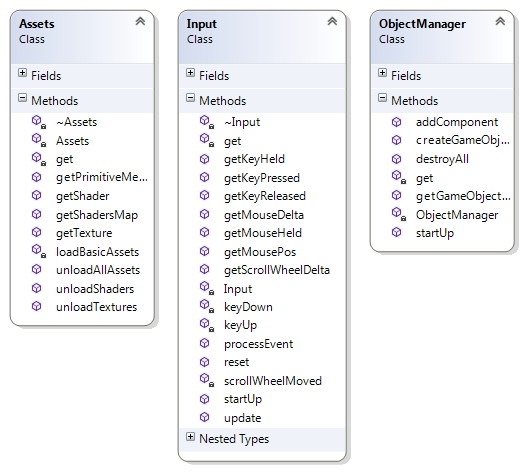 Assets
Class
Fields
Methods
~Assets
Assets
get
getPrimitiveMe...
getShader
getShadersMap
getTexture
loadBasicAssets
unloadAllAssets
unloadShaders
unloadTextures
Input
Class
Fields
Methods
~Input
get
getKeyHeld
getKeyPressed
getKeyReleased
getMouseDelta
getMouseHeld
getMousePos
getScrollWheelDelta
Input
keyDown
keyUp
processEvent
reset
scrollWheelMoved
startUp
update
Nested Types
ObjectManager
Class
Fields
Methods
addComponent
createGameObj...
destroyAll
get
getGameObject...
ObjectManager
startUp